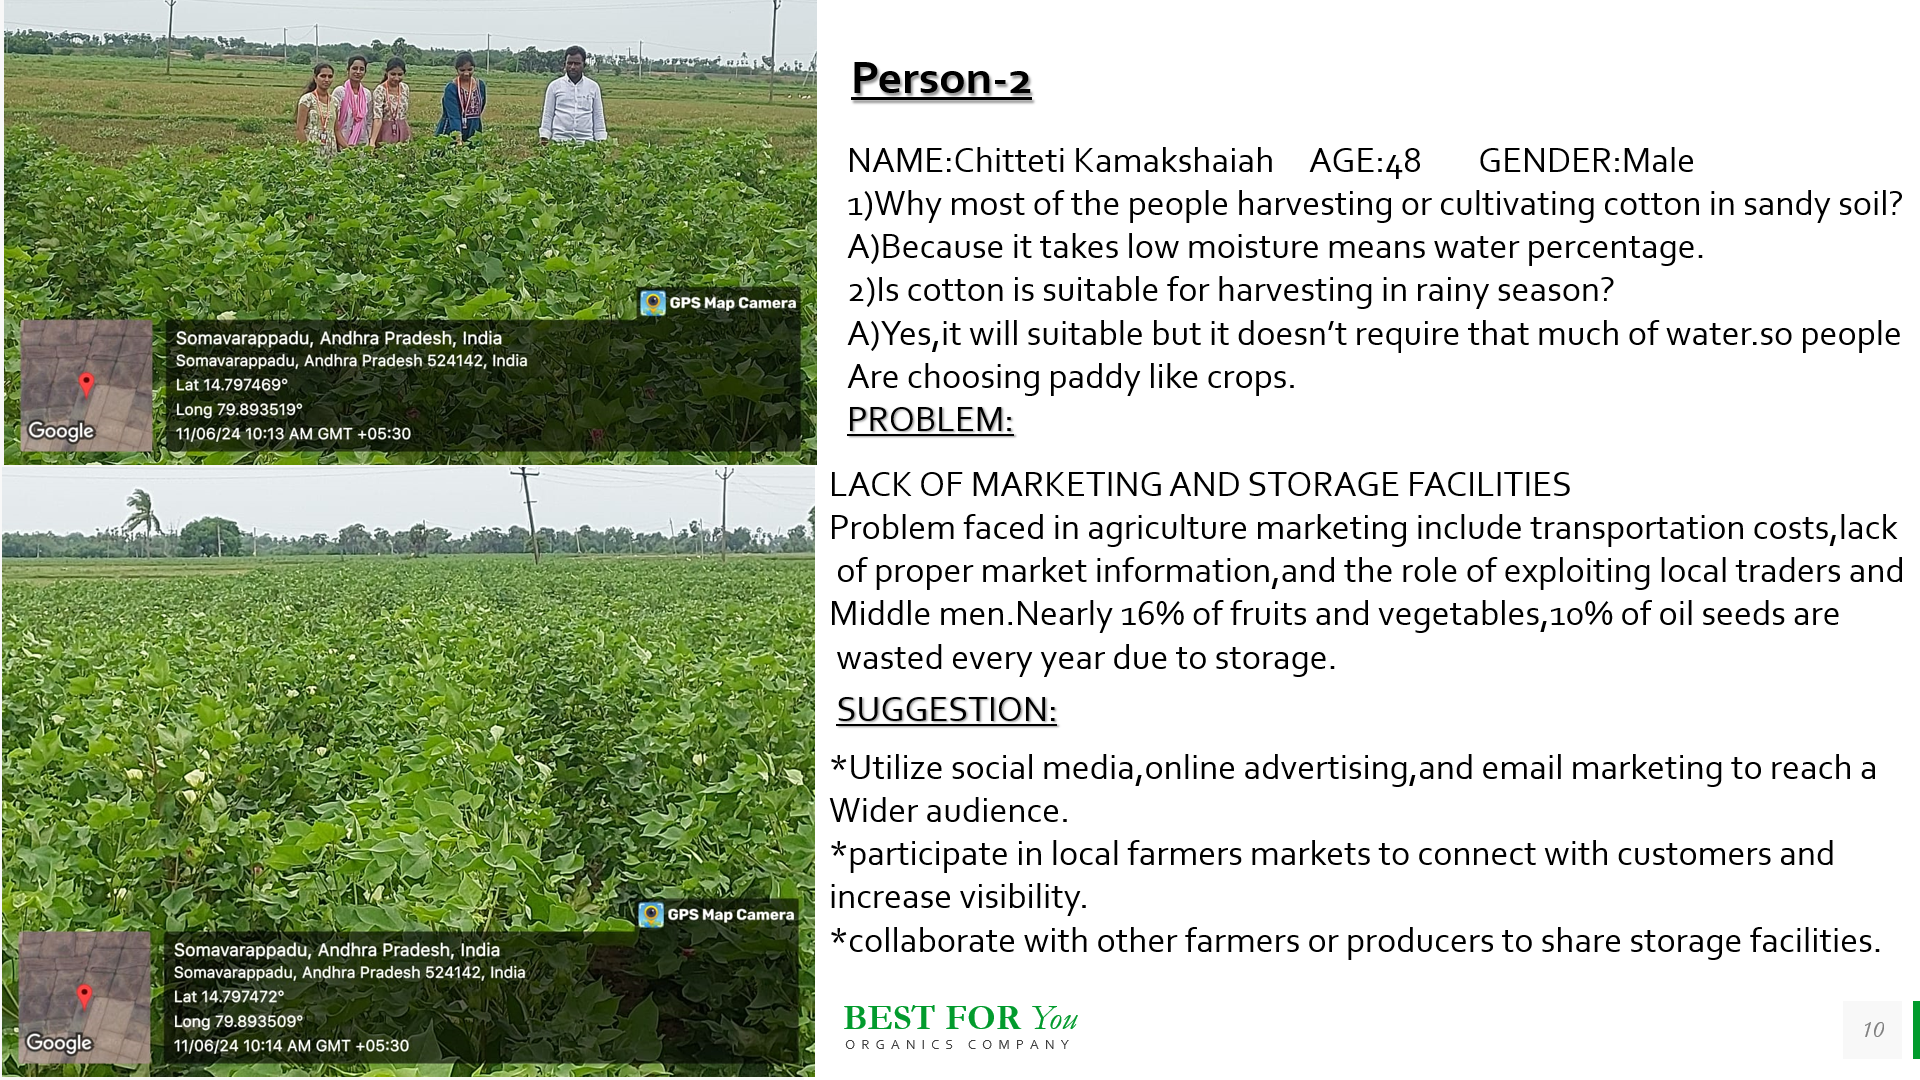 GPS Map Camera
Somavarappadu, Andhra Pradesh, India
Somavarappadu, Andhra Pradesh 524142, India
Lat 14.797469°
Long 79.893519°
11/06/24 10:13 AM GMT +05:30
Google
GPS Map Camera
Somavarappadu, Andhra Pradesh, India
Somavarappadu, Andhra Pradesh 524142, India
Lat 14.797472°
Long 79.893509°
11/06/24 10:14 AM GMT +05:30
Google
Person-2
NAME:Chitteti Kamakshaiah AGE:48 GENDER:Male
1)Why most of the people harvesting or cultivating cotton in sandy soil?
A)Because it takes low moisture means water percentage.
2)Is cotton is suitable for harvesting in rainy season?
A)Yes,it will suitable but it doesn’t require that much of water.so people
Are choosing paddy like crops.
PROBLEM:
LACK OF MARKETING AND STORAGE FACILITIES
Problem faced in agriculture marketing include transportation costs,lack
of proper market information,and the role of exploiting local traders and
Middle men.Nearly 16% of fruits and vegetables,10% of oil seeds are
wasted every year due to storage.
SUGGESTION:
*Utilize social media,online advertising,and email marketing to reach a
Wider audience.
*participate in local farmers markets to connect with customers and
increase visibility.
*collaborate with other farmers or producers to share storage facilities.
BEST FOR You
ORGANICS COMPANY
10